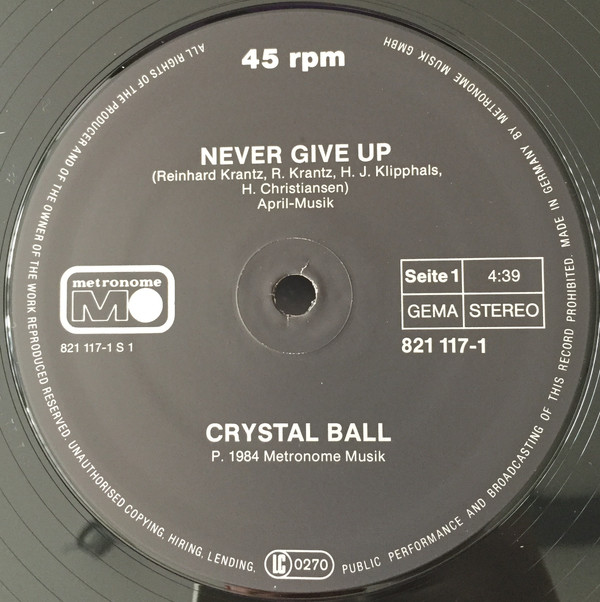 45 rpm
NEVER GIVE UP
(Reinhard Krantz, R. Krantz, H. J. Klipphals,
H. Christiansen)
April-Musik
metronome
M
821 117-1 S 1
Seite 1 4:39
GEMA STEREO
821 117-1
CRYSTAL BALL
P. 1984 Metronome Musik
ALL RIGHTS OF THE PRODUCER AND OF THE OWNER OF THE WORK REPRODUCED RESERVED. UNAUTHORISED COPYING, HIRING, LENDING, PUBLIC PERFORMANCE AND BROADCASTING OF THIS RECORD PROHIBITED. MADE IN GERMANY BY METRONOME MUSIK GMBH
LC 0270